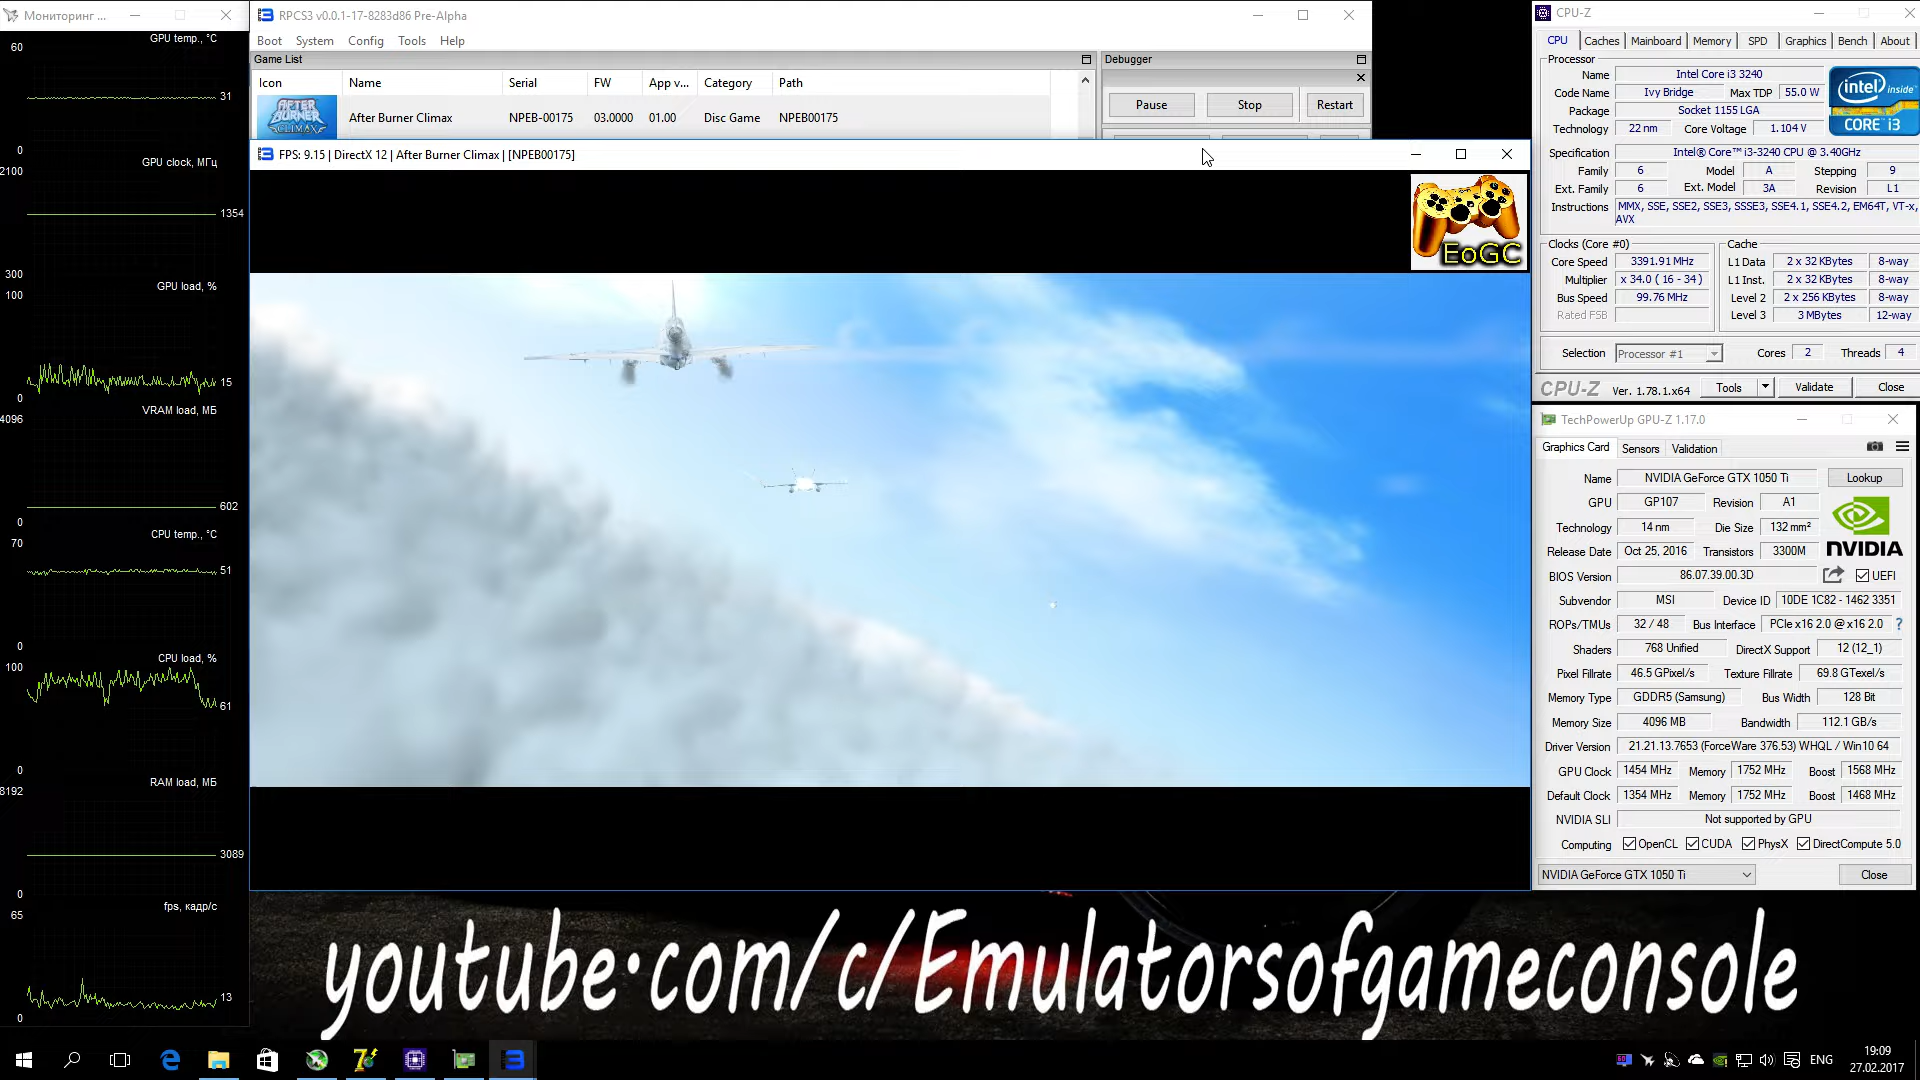 Мониторинг ...
GPU temp., °C
60
31
0
GPU clock, МГц
2100
1354
300
GPU load, %
100
15
0
VRAM load, МБ
4096
602
0
CPU temp., °C
70
51
0
CPU load, %
100
61
0
RAM load, МБ
8192
3089
0
fps, кадр/с
65
13
0
RPCS3 v0.0.1-17-8283d86 Pre-Alpha
Boot System Config Tools Help
Game List
Icon Name Serial FW App v... Category Path
AFTER BURNER CLIMAX
After Burner Climax NPEB-00175 03.0000 01.00 Disc Game NPEB00175
Debugger
Pause Stop Restart
FPS: 9.15 | DirectX 12 | After Burner Climax | [NPEB00175]
EoGC
youtube.com/c/Emulatorsofgameconsole
CPU-Z
CPU Caches Mainboard Memory SPD Graphics Bench About
Processor
Name Intel Core i3 3240
Code Name Ivy Bridge Max TDP 55.0 W
Package Socket 1155 LGA
Technology 22 nm Core Voltage 1.104 V
intel inside
CORE i3
Specification Intel® Core™ i3-3240 CPU @ 3.40GHz
Family 6 Model A Stepping 9
Ext. Family 6 Ext. Model 3A Revision L1
Instructions MMX, SSE, SSE2, SSE3, SSSE3, SSE4.1, SSE4.2, EM64T, VT-x,
AVX
Clocks (Core #0)
Core Speed 3391.91 MHz
Multiplier x 34.0 ( 16 - 34 )
Bus Speed 99.76 MHz
Rated FSB
Cache
L1 Data 2 x 32 KBytes 8-way
L1 Inst. 2 x 32 KBytes 8-way
Level 2 2 x 256 KBytes 8-way
Level 3 3 MBytes 12-way
Selection Processor #1 Cores 2 Threads 4
CPU-Z Ver. 1.78.1.x64 Tools Validate Close
TechPowerUp GPU-Z 1.17.0
Graphics Card Sensors Validation
Name NVIDIA GeForce GTX 1050 Ti Lookup
GPU GP107 Revision A1
Technology 14 nm Die Size 132 mm²
Release Date Oct 25, 2016 Transistors 3300M
NVIDIA
BIOS Version 86.07.39.00.3D UEFI
Subvendor MSI Device ID 10DE 1C82 - 1462 3351
ROPs/TMUs 32 / 48 Bus Interface PCIe x16 2.0 @ x16 2.0 ?
Shaders 768 Unified DirectX Support 12 (12_1)
Pixel Fillrate 46.5 GPixel/s Texture Fillrate 69.8 GTexel/s
Memory Type GDDR5 (Samsung) Bus Width 128 Bit
Memory Size 4096 MB Bandwidth 112.1 GB/s
Driver Version 21.21.13.7653 (ForceWare 376.53) WHQL / Win10 64
GPU Clock 1454 MHz Memory 1752 MHz Boost 1568 MHz
Default Clock 1354 MHz Memory 1752 MHz Boost 1468 MHz
NVIDIA SLI Not supported by GPU
Computing OpenCL CUDA PhysX DirectCompute 5.0
NVIDIA GeForce GTX 1050 Ti Close
ENG 19:09
27.02.2017